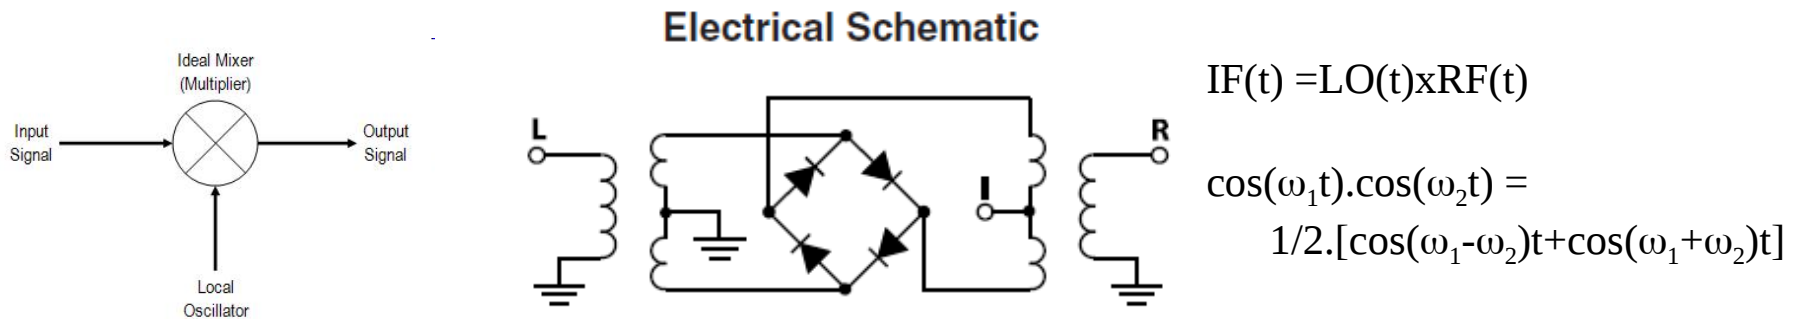 Electrical Schematic
Ideal Mixer
(Multiplier)
Input
Signal
Output
Signal
Local
Oscillator
L
I
R
IF(t) =LO(t)xRF(t)
cos(ω₁t).cos(ω₂t) =
1/2.[cos(ω₁-ω₂)t+cos(ω₁+ω₂)t]